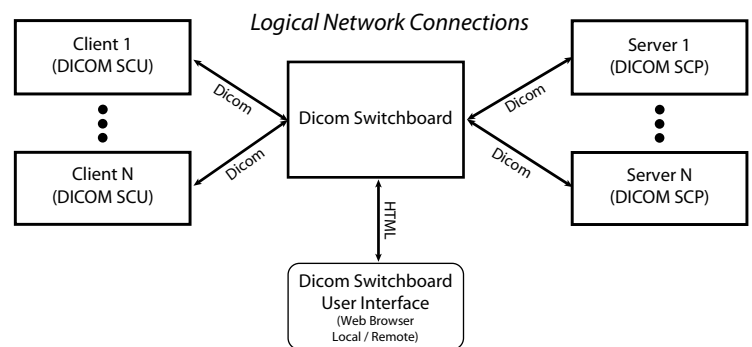 Logical Network Connections
Client 1
(DICOM SCU)
Dicom
Client N
(DICOM SCU)
Dicom
Dicom Switchboard
Dicom
Server 1
(DICOM SCP)
Dicom
Server N
(DICOM SCP)
HTML
Dicom Switchboard
User Interface
(Web Browser
Local / Remote)